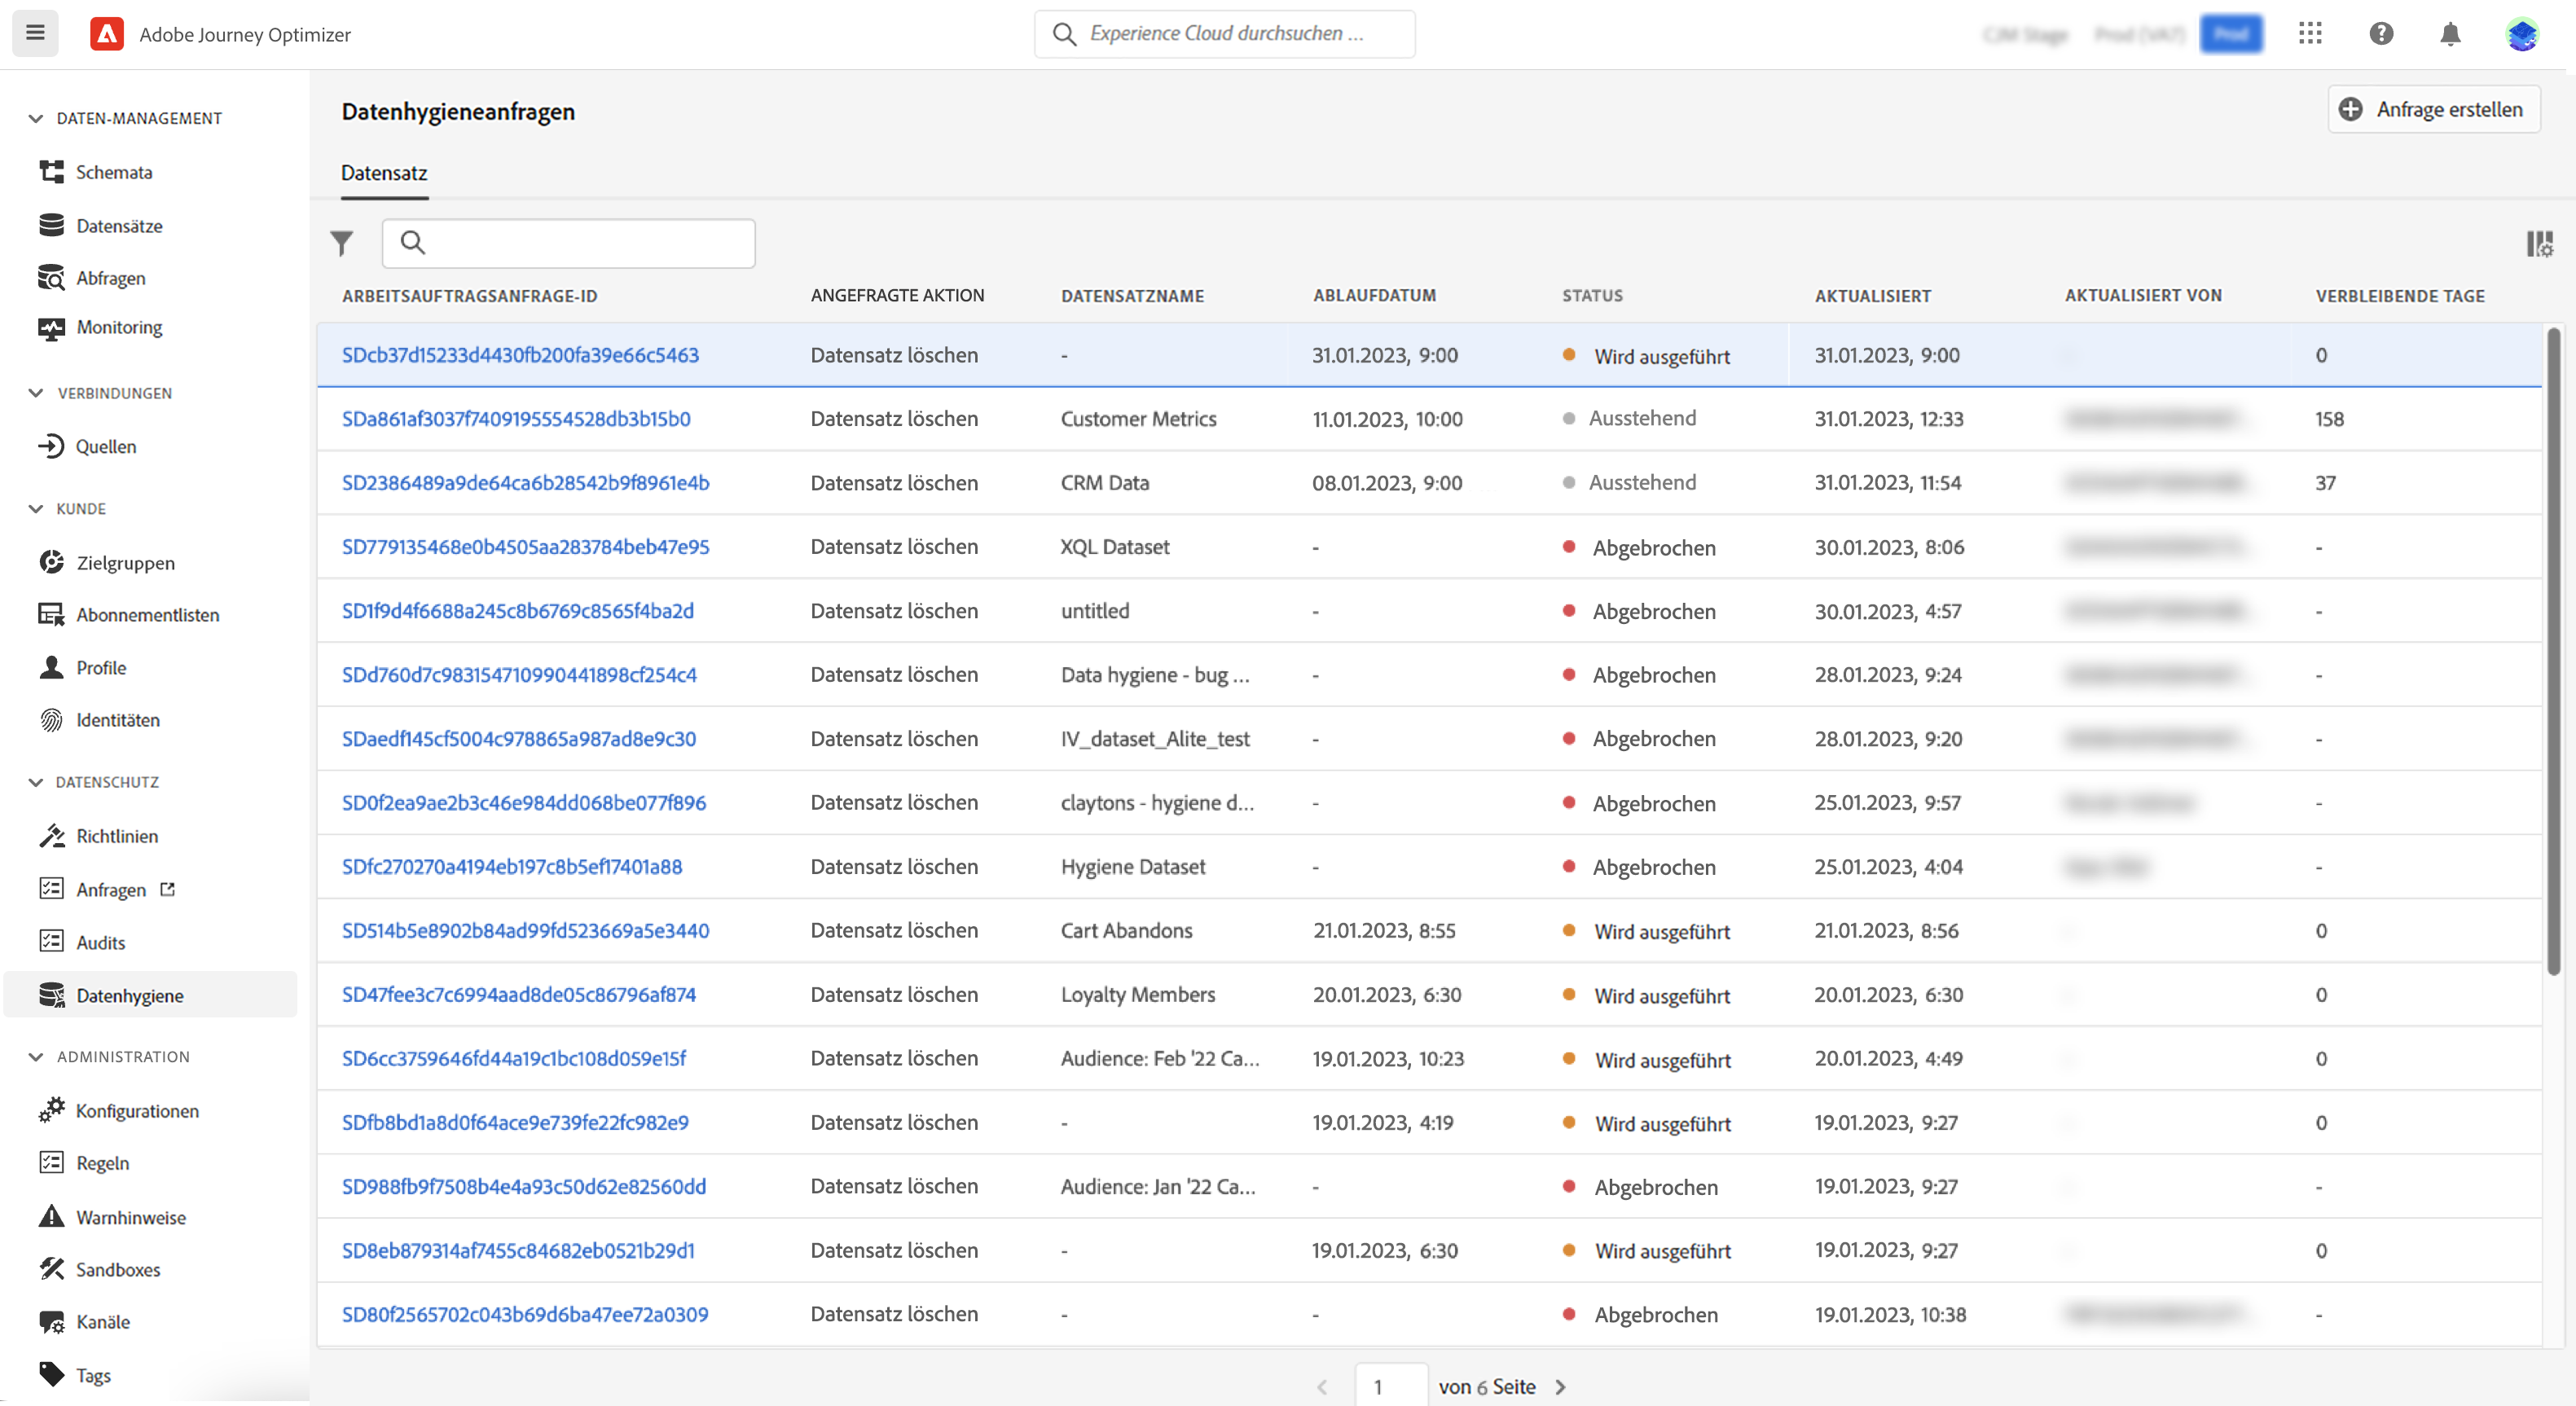 Adobe Journey Optimizer
Experience Cloud durchsuchen ...
DATEN-MANAGEMENT
Schemata
Datensätze
Abfragen
Monitoring
VERBINDUNGEN
Quellen
KUNDE
Zielgruppen
Abonnementlisten
Profile
Identitäten
DATENSCHUTZ
Richtlinien
Anfragen
Audits
Datenhygiene
ADMINISTRATION
Konfigurationen
Regeln
Warnhinweise
Sandboxes
Kanäle
Tags
Datenhygieneanfragen
Anfrage erstellen
Datensatz
ARBEITSAUFTRAGSANFRAGE-ID ANGEFRAGTE AKTION DATENSATZNAME ABLAUFDATUM STATUS AKTUALISIERT AKTUALISIERT VON VERBLEIBENDE TAGE
SDcb37d15233d4430fb200fa39e66c5463 Datensatz löschen - 31.01.2023, 9:00 Wird ausgeführt 31.01.2023, 9:00 0
SDa861af3037f7409195554528db3b15b0 Datensatz löschen Customer Metrics 11.01.2023, 10:00 Ausstehend 31.01.2023, 12:33 158
SD2386489a9de64ca6b28542b9f8961e4b Datensatz löschen CRM Data 08.01.2023, 9:00 Ausstehend 31.01.2023, 11:54 37
SD779135468e0b4505aa283784beb47e95 Datensatz löschen XQL Dataset - Abgebrochen 30.01.2023, 8:06 -
SD1f9d4f6688a245c8b6769c8565f4ba2d Datensatz löschen untitled - Abgebrochen 30.01.2023, 4:57 -
SDd760d7c983154710990441898cf254c4 Datensatz löschen Data hygiene - bug ... - Abgebrochen 28.01.2023, 9:24 -
SDaedf145cf5004c978865a987ad8e9c30 Datensatz löschen IV_dataset_Alite_test - Abgebrochen 28.01.2023, 9:20 -
SD0f2ea9ae2b3c46e984dd068be077f896 Datensatz löschen claytons - hygiene d... - Abgebrochen 25.01.2023, 9:57 -
SDfc270270a4194eb197c8b5ef17401a88 Datensatz löschen Hygiene Dataset - Abgebrochen 25.01.2023, 4:04 -
SD514b5e8902b84ad99fd523669a5e3440 Datensatz löschen Cart Abandons 21.01.2023, 8:55 Wird ausgeführt 21.01.2023, 8:56 0
SD47fee3c7c6994aad8de05c86796af874 Datensatz löschen Loyalty Members 20.01.2023, 6:30 Wird ausgeführt 20.01.2023, 6:30 0
SD6cc3759646fd44a19c1bc108d059e15f Datensatz löschen Audience: Feb '22 Ca... 19.01.2023, 10:23 Wird ausgeführt 20.01.2023, 4:49 0
SDfb8bd1a8d0f64ace9e739fe22fc982e9 Datensatz löschen - 19.01.2023, 4:19 Wird ausgeführt 19.01.2023, 9:27 0
SD988fb9f7508b4e4a93c50d62e82560dd Datensatz löschen Audience: Jan '22 Ca... - Abgebrochen 19.01.2023, 9:27 -
SD8eb879314af7455c84682eb0521b29d1 Datensatz löschen - 19.01.2023, 6:30 Wird ausgeführt 19.01.2023, 9:27 0
SD80f2565702c043b69d6ba47ee72a0309 Datensatz löschen - - Abgebrochen 19.01.2023, 10:38 -
1 von 6 Seite